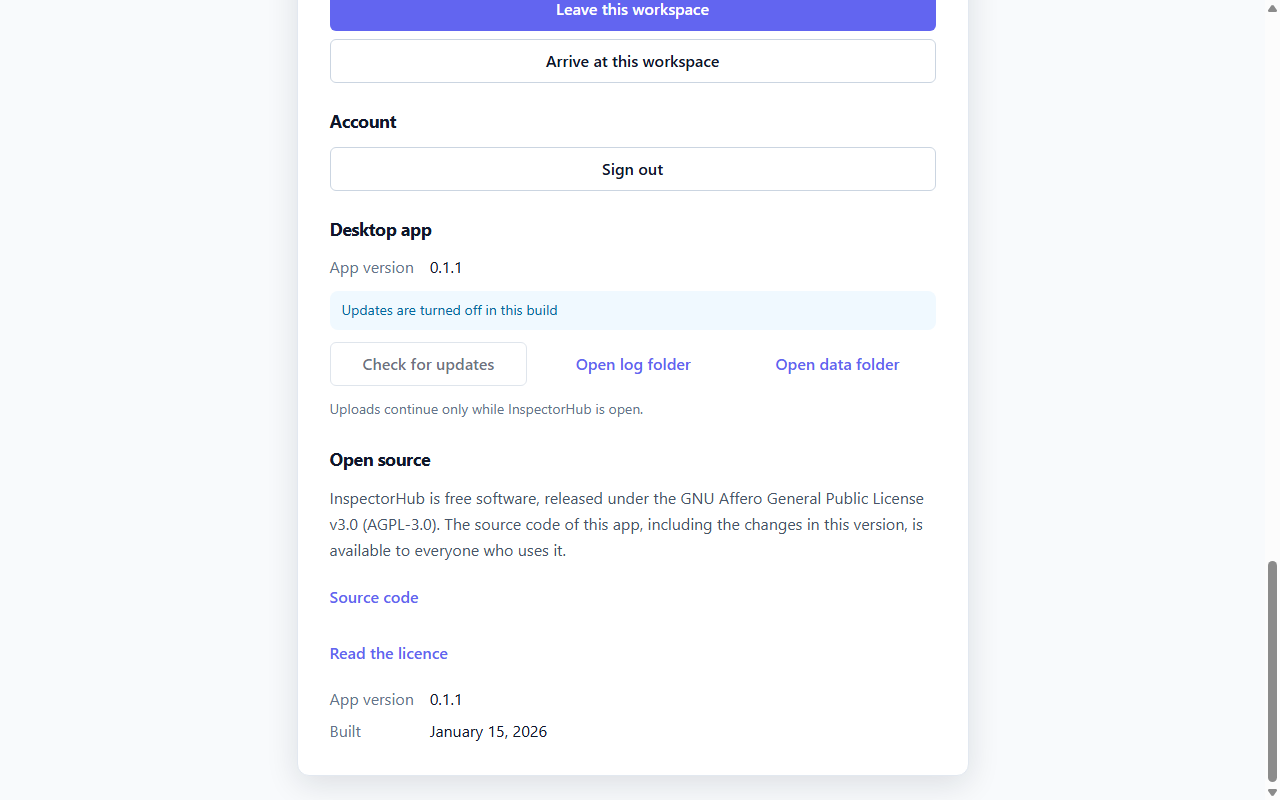 Leave this workspace
Arrive at this workspace
Account
Sign out
Desktop app
App version 0.1.1
Updates are turned off in this build
Check for updates Open log folder Open data folder
Uploads continue only while InspectorHub is open.
Open source
InspectorHub is free software, released under the GNU Affero General Public License
v3.0 (AGPL-3.0). The source code of this app, including the changes in this version, is
available to everyone who uses it.
Source code
Read the licence
App version 0.1.1
Built January 15, 2026